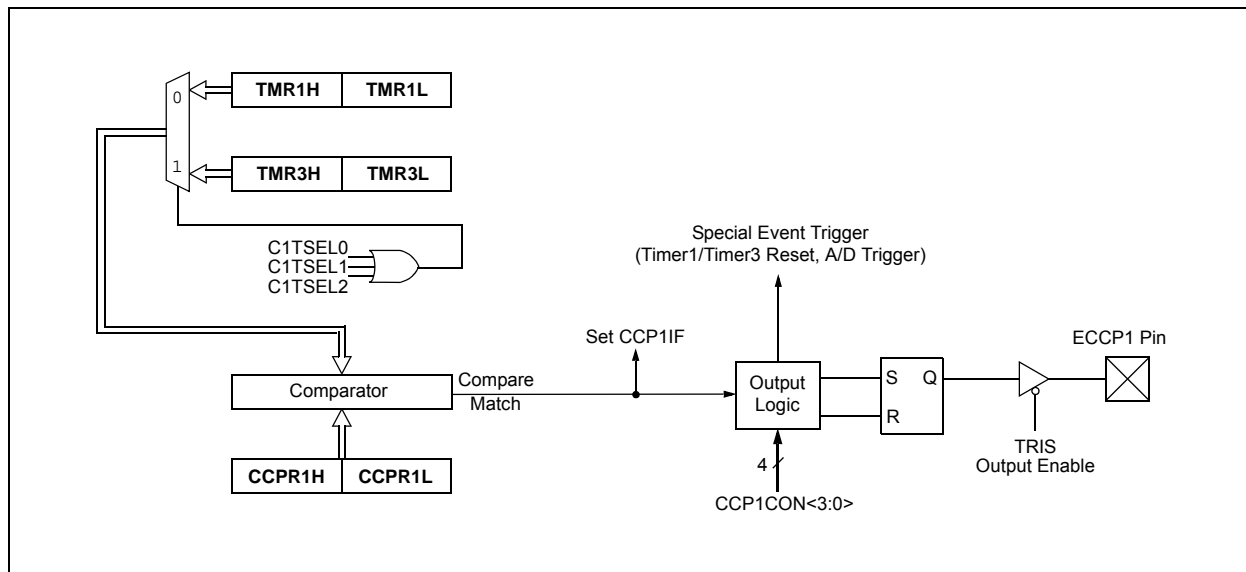 0
TMR1H TMR1L
1
TMR3H TMR3L
C1TSEL0
C1TSEL1
C1TSEL2
Special Event Trigger
(Timer1/Timer3 Reset, A/D Trigger)
Set CCP1IF
ECCP1 Pin
Comparator
Compare
Match
Output
Logic
S Q
R
TRIS
Output Enable
CCPR1H CCPR1L
4
CCP1CON<3:0>